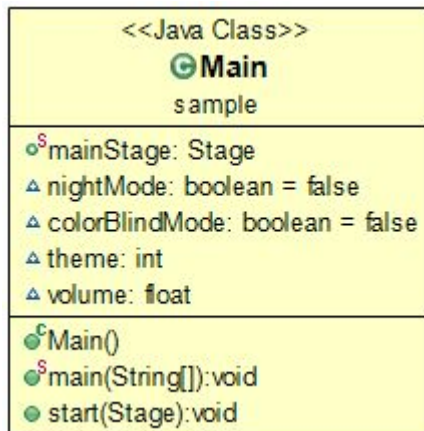 <<Java Class>>
Main
sample
mainStage: Stage
nightMode: boolean = false
colorBlindMode: boolean = false
theme: int
volume: float
Main()
main(String[]):void
start(Stage):void